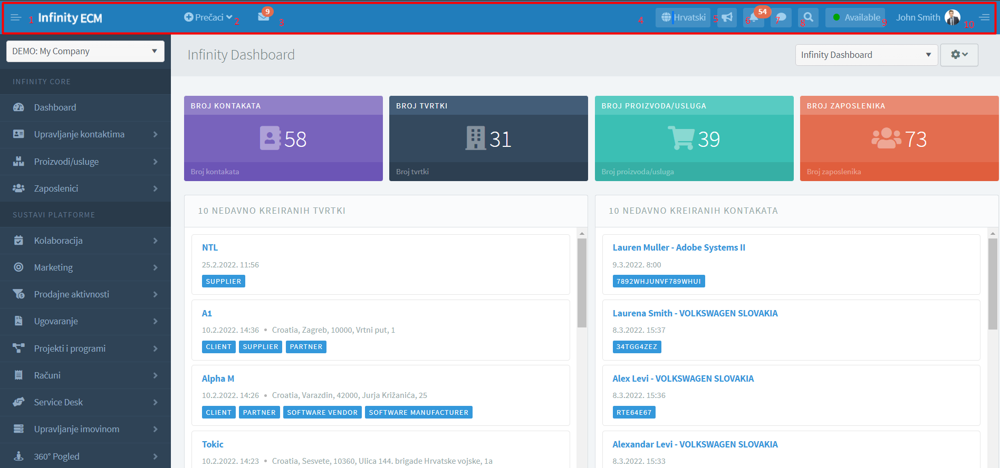 1 Infinity ECM
Prečaci 2
9
3
4 Hrvatski 5 6 54 7 8 Available 9 John Smith 10
DEMO: My Company
Infinity Dashboard
Infinity Dashboard
INFINITY CORE
Dashboard
Upravljanje kontaktima
Proizvodi/usluge
Zaposlenici
SUSTAVI PLATFORME
Kolaboracija
Marketing
Prodajne aktivnosti
Ugovaranje
Projekti i programi
Računi
Service Desk
Upravljanje imovinom
360° Pogled
BROJ KONTAKATA
58
Broj kontakata
BROJ TVRTKI
31
Broj tvrtki
BROJ PROIZVODA/USLUGA
39
Broj proizvoda/usluga
BROJ ZAPOSLENIKA
73
Broj zaposlenika
10 NEDAVNO KREIRANIH TVRTKI
NTL
25.2.2022. 11:56
SUPPLIER
A1
10.2.2022. 14:36 • Croatia, Zagreb, 10000, Vrtni put, 1
CLIENT SUPPLIER PARTNER
Alpha M
10.2.2022. 14:26 • Croatia, Varazdin, 42000, Jurja Križanića, 25
CLIENT PARTNER SOFTWARE VENDOR SOFTWARE MANUFACTURER
Tokic
10.2.2022. 14:23 • Croatia, Sesvete, 10360, Ulica 144. brigade Hrvatske vojske, 1a
10 NEDAVNO KREIRANIH KONTAKATA
Lauren Muller - Adobe Systems II
9.3.2022. 8:00
7892WHJUNVF789WHUI
Laurena Smith - VOLKSWAGEN SLOVAKIA
8.3.2022. 15:37
34TGG4ZEZ
Alex Levi - VOLKSWAGEN SLOVAKIA
8.3.2022. 15:36
RTE64E67
Alexandar Levi - VOLKSWAGEN SLOVAKIA
8.3.2022. 15:33